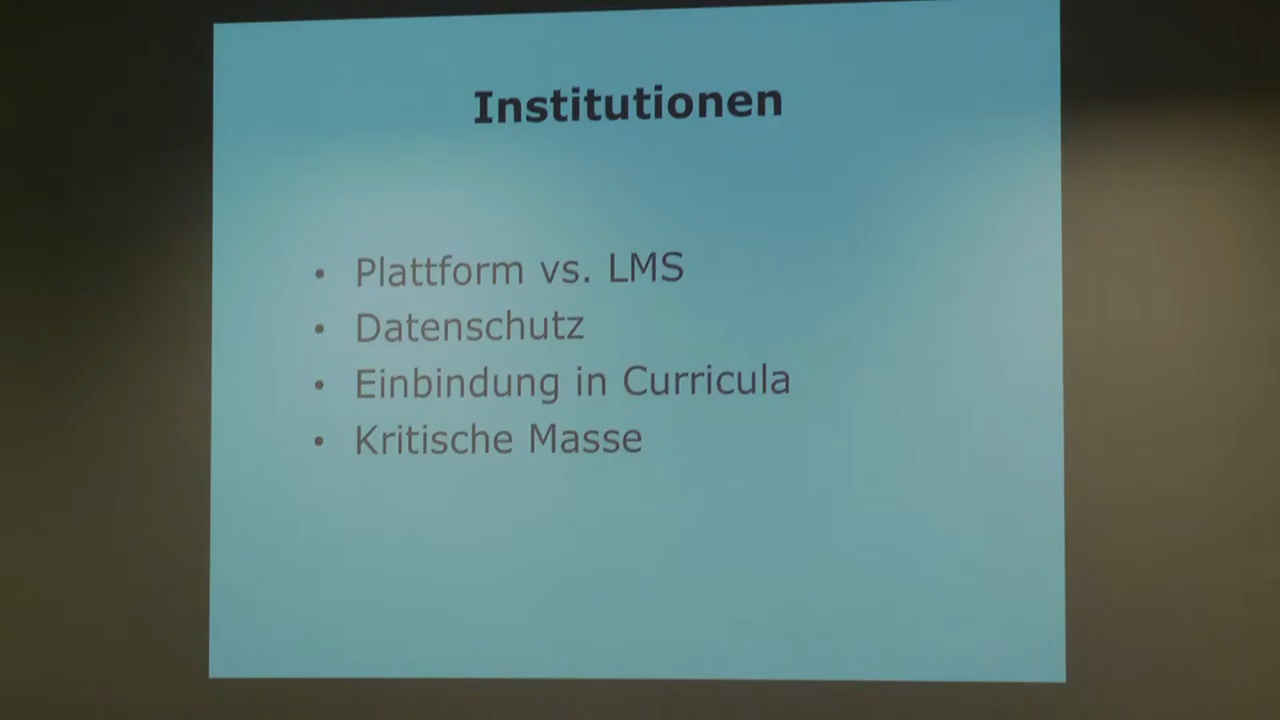 Institutionen
• Plattform vs. LMS
• Datenschutz
• Einbindung in Curricula
• Kritische Masse